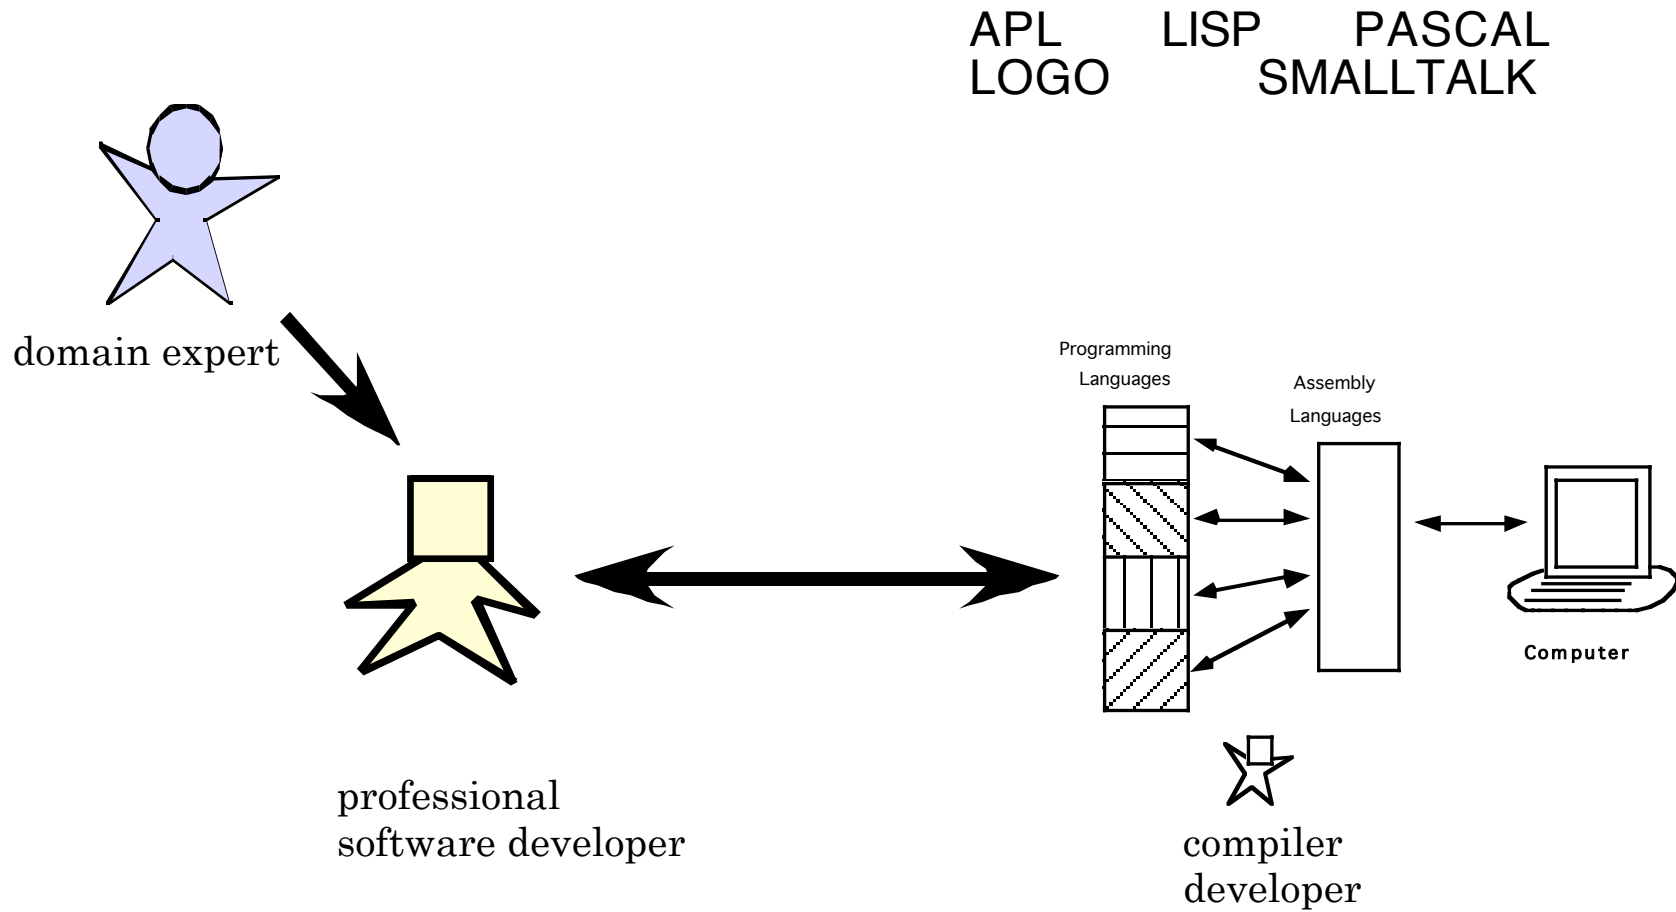 APL LISP PASCAL
LOGO SMALLTALK
domain expert
Programming
Languages
Assembly
Languages
Computer
professional
software developer
compiler
developer